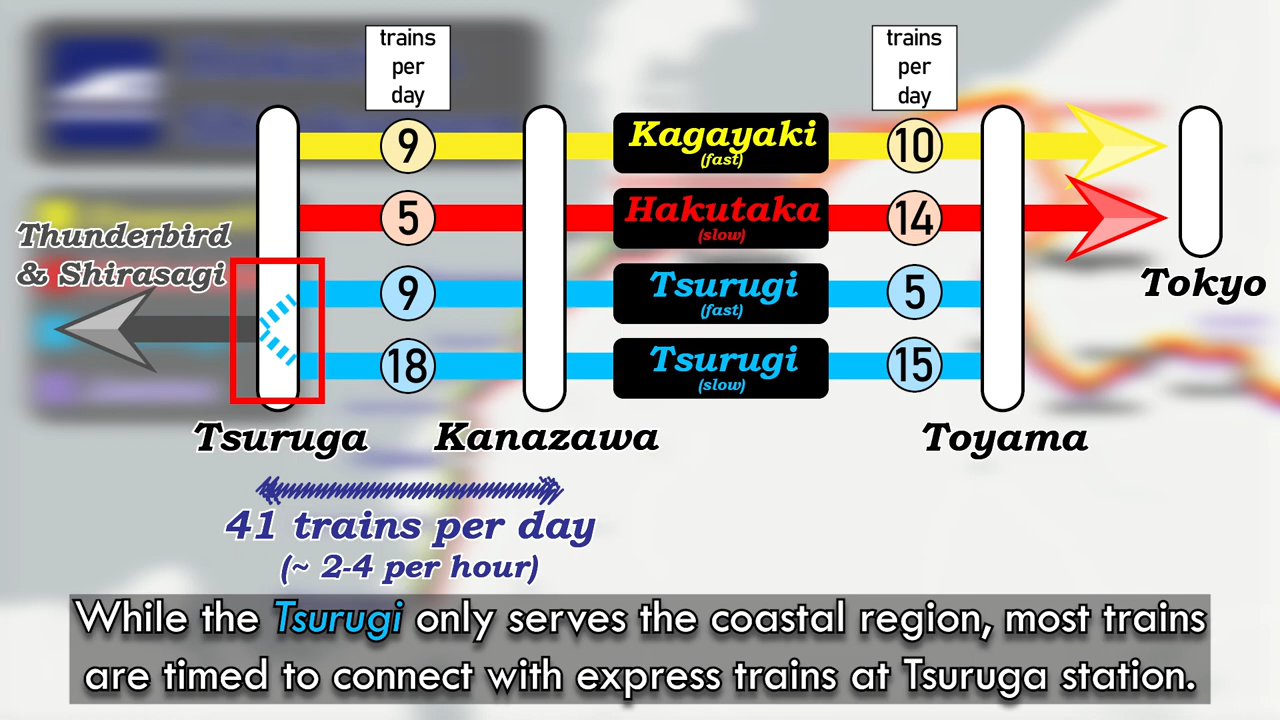 trains
per
day
trains
per
day
9
Kagayaki
(fast)
10
5
Hakutaka
(slow)
14
Thunderbird
& Shirasagi
9
Tsurugi
(fast)
5
Tokyo
18
Tsurugi
(slow)
15
Tsuruga
Kanazawa
Toyama
41 trains per day
(~ 2-4 per hour)
While the Tsurugi only serves the coastal region, most trains
are timed to connect with express trains at Tsuruga station.